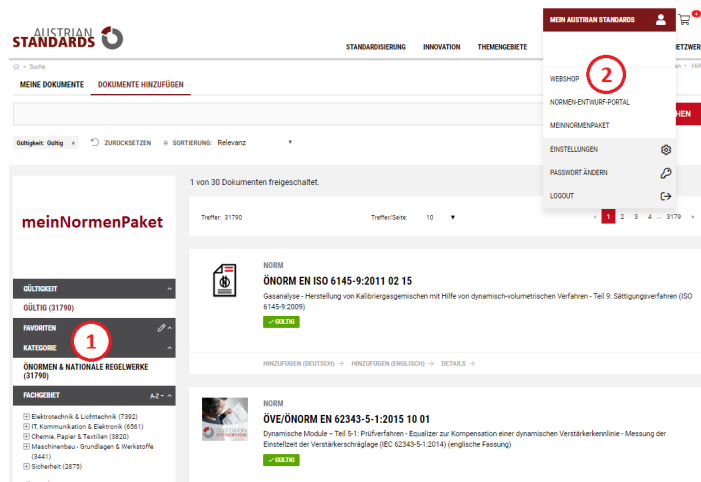 AUSTRIAN
STANDARDS
MEIN AUSTRIAN STANDARDS
STANDARDISIERUNG
INNOVATION
THEMENGEBIETE
> Suche
WEBSHOP
2
NORMEN-ENTWURF-PORTAL
MEINNORMENPAKET
EINSTELLUNGEN
PASSWORT ÄNDERN
LOGOUT
MEINE DOKUMENTE
DOKUMENTE HINZUFÜGEN
Gültigkeit: Gültig ×
ZURÜCKSETZEN
SORTIERUNG: Relevanz
1 von 30 Dokumenten freigeschaltet.
meinNormenPaket
Treffer: 31790
Treffer/Seite: 10
1 2 3 4 ... 3179
GÜLTIGKEIT
GÜLTIG (31790)
FAVORITEN
1
KATEGORIE
ÖNORMEN & NATIONALE REGELWERKE
(31790)
FACHGEBIET A-Z
Elektrotechnik & Lichttechnik (7392)
IT, Kommunikation & Elektronik (6561)
Chemie, Papier & Textilien (3820)
Maschinenbau - Grundlagen & Werkstoffe
(3441)
Sicherheit (2875)
NORM
ÖNORM EN ISO 6145-9:2011 02 15
Gasanalyse - Herstellung von Kalibriergasgemischen mit Hilfe von dynamisch-volumetrischen Verfahren - Teil 9: Sättigungsverfahren (ISO
6145-9:2009)
GÜLTIG
HINZUFÜGEN (DEUTSCH) → HINZUFÜGEN (ENGLISCH) → DETAILS →
NORM
ÖVE/ÖNORM EN 62343-5-1:2015 10 01
Dynamische Module – Teil 5-1: Prüfverfahren - Equalizer zur Kompensation einer dynamischen Verstärkerkennlinie - Messung der
Einstellzeit der Verstärkerschräglage (IEC 62343-5-1:2014) (englische Fassung)
GÜLTIG